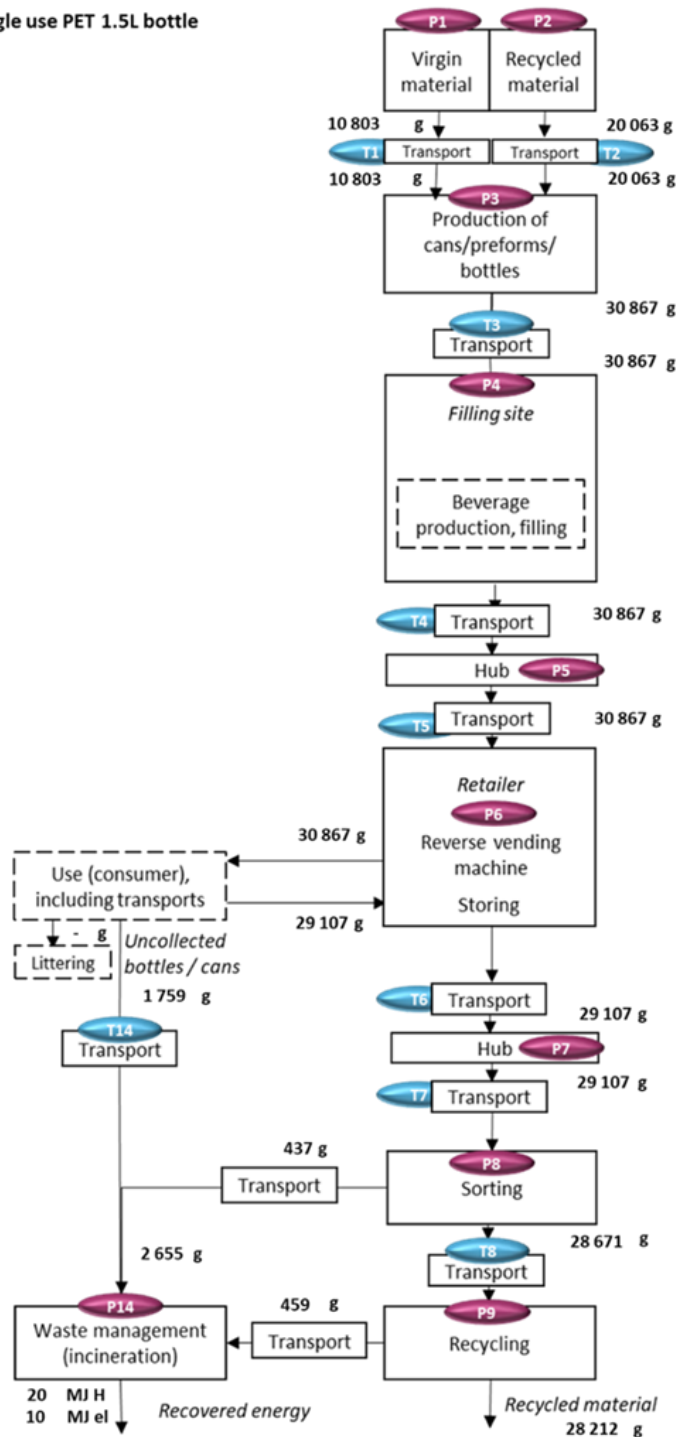 gle use PET 1.5L bottle
P1 P2
Virgin material
Recycled material
10 803 g
20 063 g
T1 Transport
Transport T2
10 803 g
20 063 g
P3
Production of
cans/preforms/
bottles
30 867 g
T3
Transport
30 867 g
P4
Filling site
Beverage
production, filling
T4 Transport
30 867 g
Hub P5
T5 Transport
30 867 g
Retailer
P6
Reverse vending
machine
Storing
30 867 g
Use (consumer),
including transports
29 107 g
- g
Littering
Uncollected
bottles / cans
1 759 g
T14
Transport
T6 Transport
29 107 g
Hub P7
29 107 g
T7 Transport
437 g
Transport
P8
Sorting
28 671 g
T8
Transport
2 655 g
P14
Waste management
(incineration)
459 g
Transport
P9
Recycling
20 MJ H
10 MJ el
Recovered energy
Recycled material
28 212 g